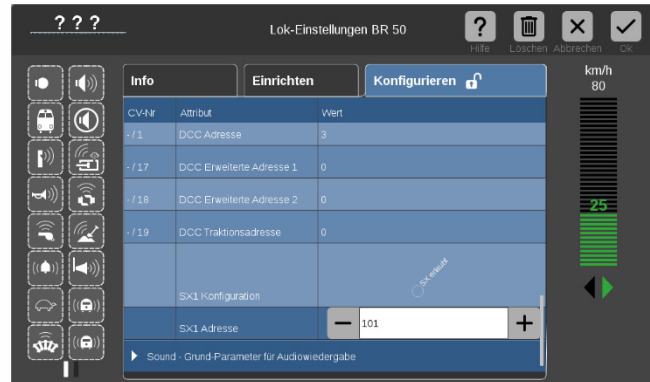 ? ? ?
Lok-Einstellungen BR 50
?
Hilfe
Löschen
Abbrechen
Ok
Info
Einrichten
Konfigurieren
km/h
80
CV-Nr
Attribut
Wert
- / 1
DCC Adresse
3
- / 17
DCC Erweiterte Adresse 1
0
- / 18
DCC Erweiterte Adresse 2
0
- / 19
DCC Traktionsadresse
0
SX1 Konfiguration
SX erlaubt
SX1 Adresse
101
Sound - Grund-Parameter für Audiowiedergabe
25